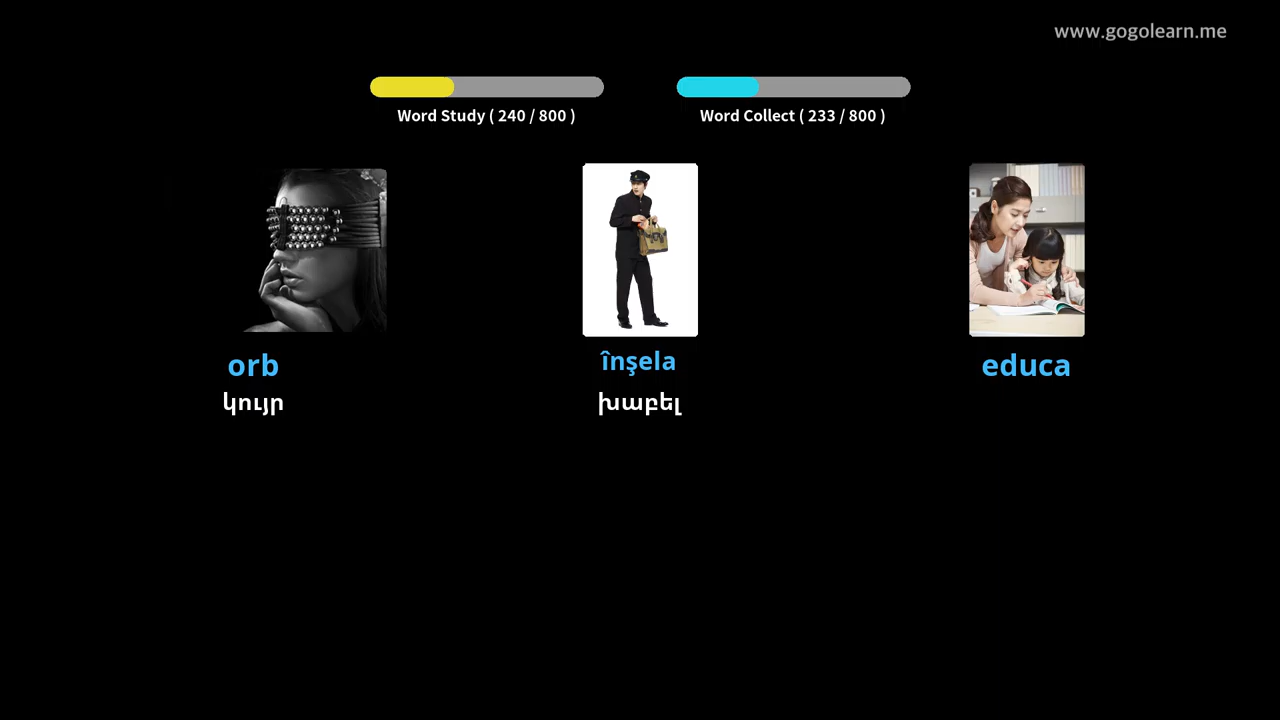 www.gogolearn.me
Word Study ( 240 / 800 )
Word Collect ( 233 / 800 )
orb
înşela
educa
կույր
խաբել